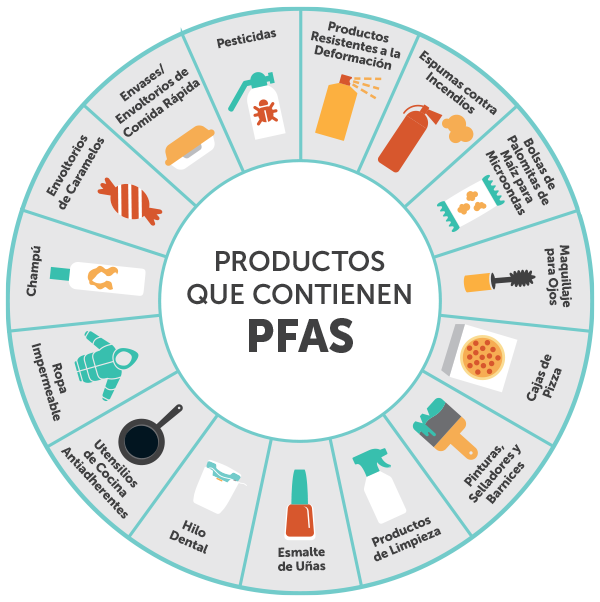 PRODUCTOS
QUE CONTIENEN
PFAS
Pesticidas
Productos
Resistentes a la
Deformación
Espumas contra
Incendios
Bolsas de
Palomitas de
Maíz para
Microondas
Maquillaje
para Ojos
Cajas de
Pizza
Pinturas,
Selladores y
Barnices
Productos
de Limpieza
Esmalte
de Uñas
Hilo
Dental
Utensilios
de Cocina
Antiadherentes
Ropa
Impermeable
Champú
Envoltorios
de Caramelos
Envases/
Envoltorios de
Comida Rápida